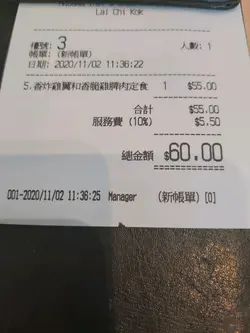 Lai Chi Kok
檯號: 3 人數: 1
帳單: (新帳單)
日期: 2020/11/02 11:36:22
5.香炸雞翼和香脆雞髀肉定食 1 $55.00
合計 $55.00
服務費 (10%) $5.50
總金額 $60.00
001-2020/11/02 11:36:25 Manager (新帳單) [0]